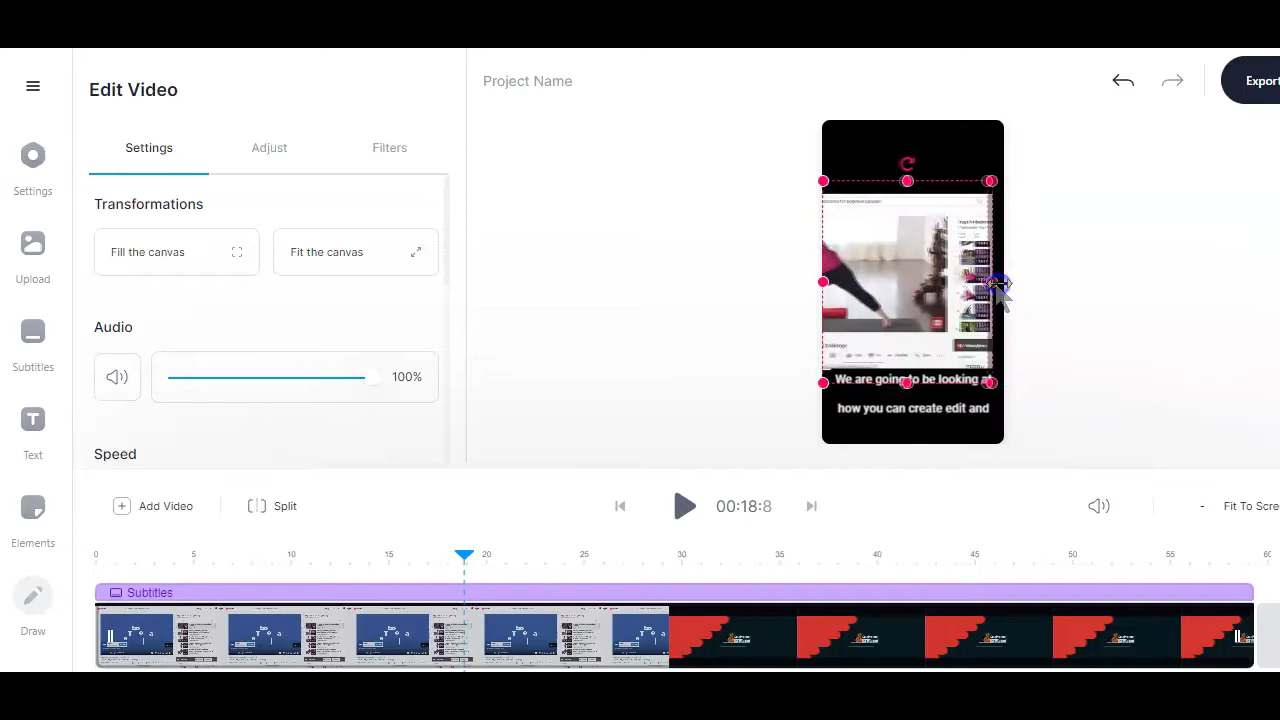 Edit Video
Project Name
Export
Settings
Adjust
Filters
Settings
Transformations
Fill the canvas
Fit the canvas
Upload
Audio
100%
Subtitles
We are going to be looking at
how you can create edit and
Text
Speed
Add Video
Split
00:18:8
- Fit To Scre
Elements
0 5 10 15 20 25 30 35 40 45 50 55 60
Subtitles
Draw